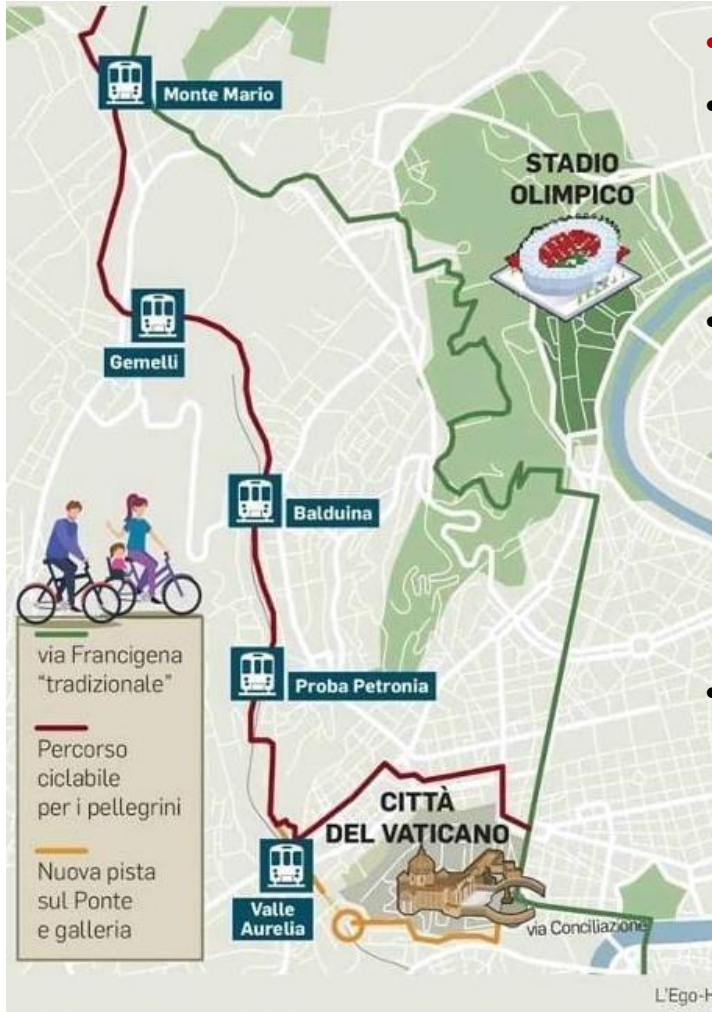 Monte Mario
STADIO
OLIMPICO
Gemelli
Balduina
via Francigena
"tradizionale"
Proba Petronia
Percorso
ciclabile
per i pellegrini
CITTÀ
DEL VATICANO
Nuova pista
sul Ponte
e galleria
Valle
Aurelia
via Conciliazione
L'Ego-H